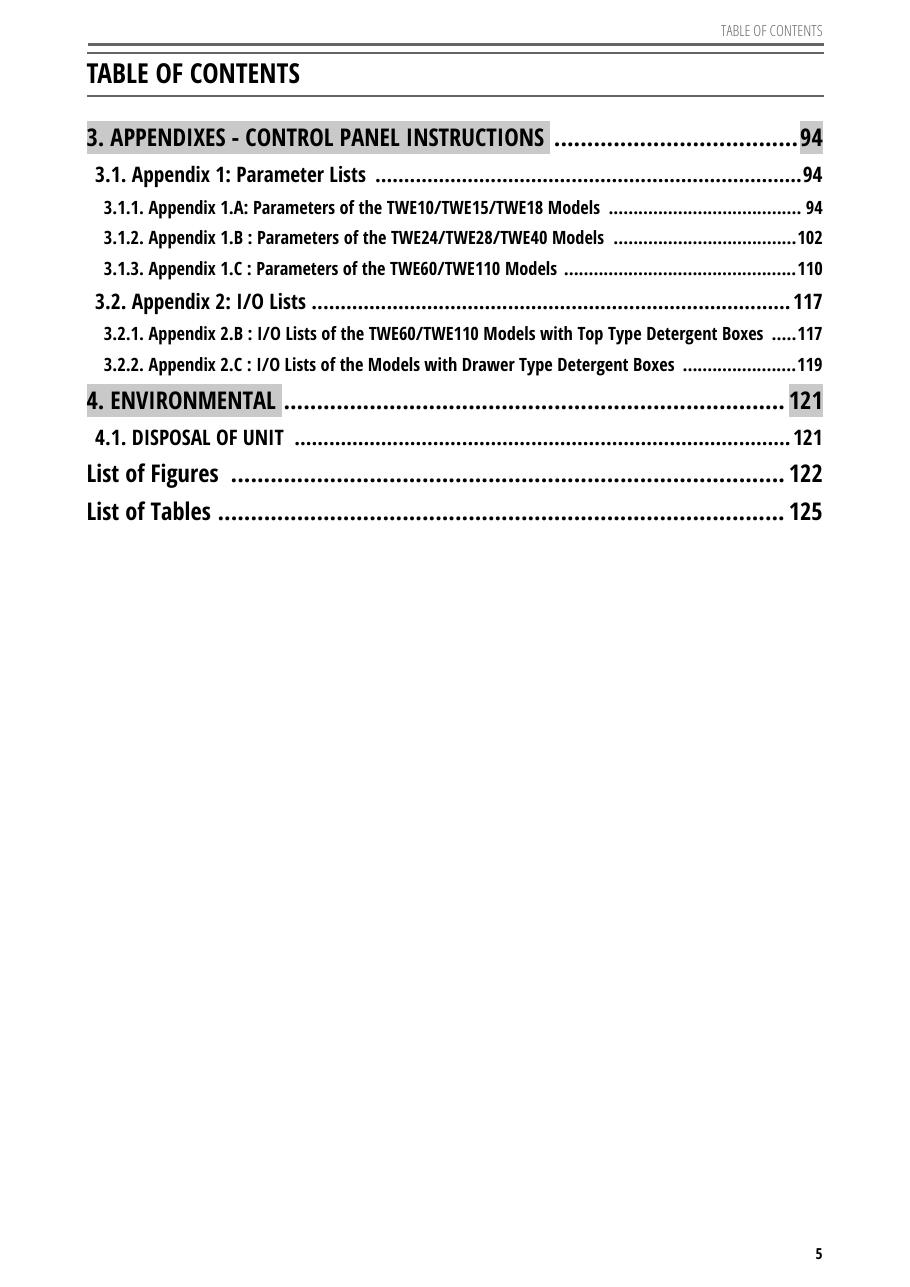 TABLE OF CONTENTS
TABLE OF CONTENTS
3. APPENDIXES - CONTROL PANEL INSTRUCTIONS ..................................... 94
3.1. Appendix 1: Parameter Lists ..........................................................................94
3.1.1. Appendix 1.A: Parameters of the TWE10/TWE15/TWE18 Models ....................................... 94
3.1.2. Appendix 1.B : Parameters of the TWE24/TWE28/TWE40 Models .....................................102
3.1.3. Appendix 1.C : Parameters of the TWE60/TWE110 Models ...............................................110
3.2. Appendix 2: I/O Lists ................................................................................... 117
3.2.1. Appendix 2.B : I/O Lists of the TWE60/TWE110 Models with Top Type Detergent Boxes .....117
3.2.2. Appendix 2.C : I/O Lists of the Models with Drawer Type Detergent Boxes .......................119
4. ENVIRONMENTAL ............................................................................ 121
4.1. DISPOSAL OF UNIT ...................................................................................... 121
List of Figures .................................................................................... 122
List of Tables ...................................................................................... 125
5